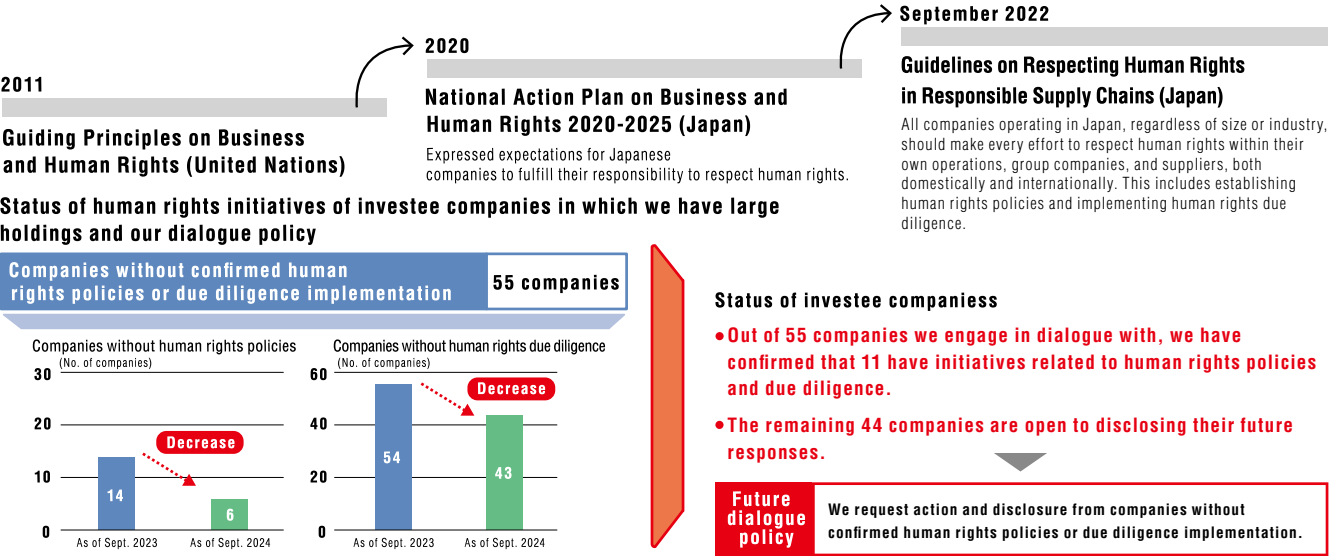 2011
Guiding Principles on Business
and Human Rights (United Nations)
2020
National Action Plan on Business and
Human Rights 2020-2025 (Japan)
Expressed expectations for Japanese
companies to fulfill their responsibility to respect human rights.
September 2022
Guidelines on Respecting Human Rights
in Responsible Supply Chains (Japan)
All companies operating in Japan, regardless of size or industry,
should make every effort to respect human rights within their
own operations, group companies, and suppliers, both
domestically and internationally. This includes establishing
human rights policies and implementing human rights due
diligence.
Status of human rights initiatives of investee companies in which we have large
holdings and our dialogue policy
Companies without confirmed human
rights policies or due diligence implementation
55 companies
Companies without human rights policies
(No. of companies)
30
20
10
0
14
Decrease
6
As of Sept. 2023
As of Sept. 2024
Companies without human rights due diligence
(No. of companies)
60
40
20
0
54
Decrease
43
As of Sept. 2023
As of Sept. 2024
Status of investee companiess
●Out of 55 companies we engage in dialogue with, we have
confirmed that 11 have initiatives related to human rights policies
and due diligence.
●The remaining 44 companies are open to disclosing their future
responses.
Future
dialogue
policy
We request action and disclosure from companies without
confirmed human rights policies or due diligence implementation.